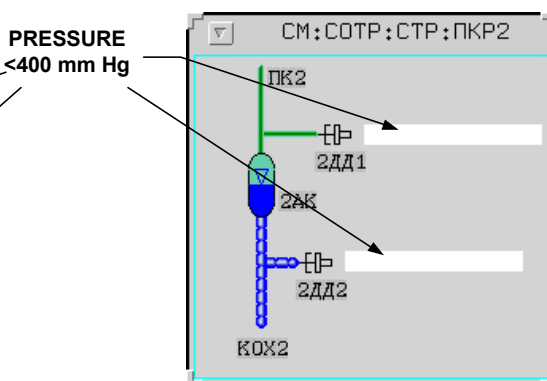 PRESSURE
<400 mm Hg
СМ:СОТР:СТР:ПКР2
ПК2
2ДД1
2АК
2ДД2
КОХ2